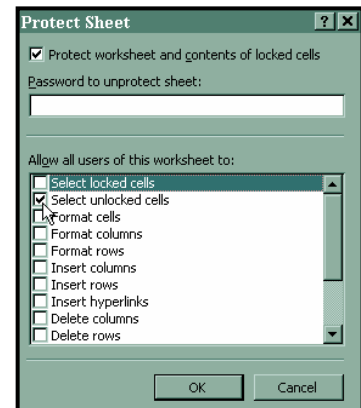 Protect Sheet
Protect worksheet and contents of locked cells
Password to unprotect sheet:
Allow all users of this worksheet to:
Select locked cells
Select unlocked cells
Format cells
Format columns
Format rows
Insert columns
Insert rows
Insert hyperlinks
Delete columns
Delete rows
OK Cancel